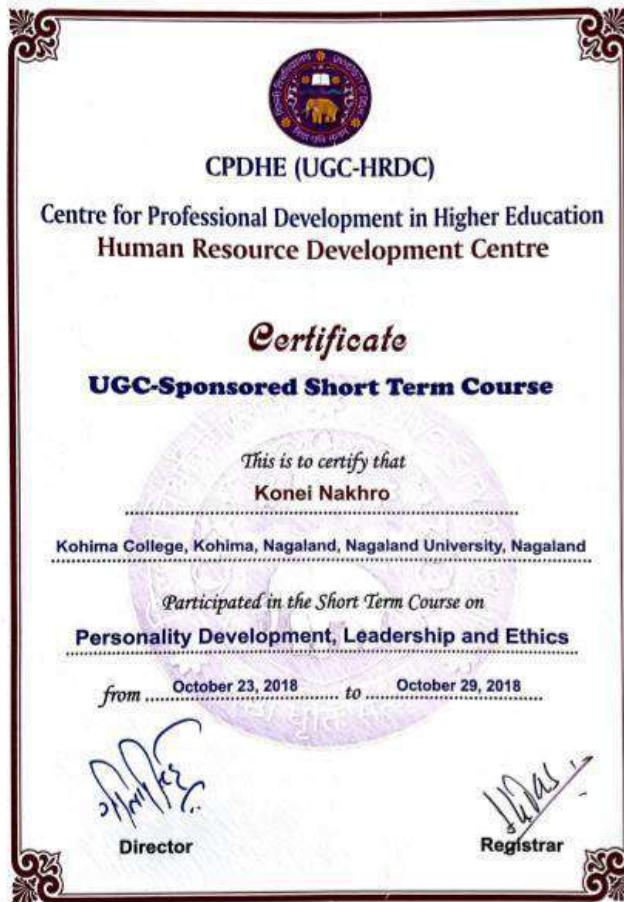 CPDHE (UGC-HRDC)
Centre for Professional Development in Higher Education
Human Resource Development Centre
Certificate
UGC-Sponsored Short Term Course
This is to certify that
Konei Nakhro
Kohima College, Kohima, Nagaland, Nagaland University, Nagaland
Participated in the Short Term Course on
Personality Development, Leadership and Ethics
from October 23, 2018 to October 29, 2018
Director
Registrar